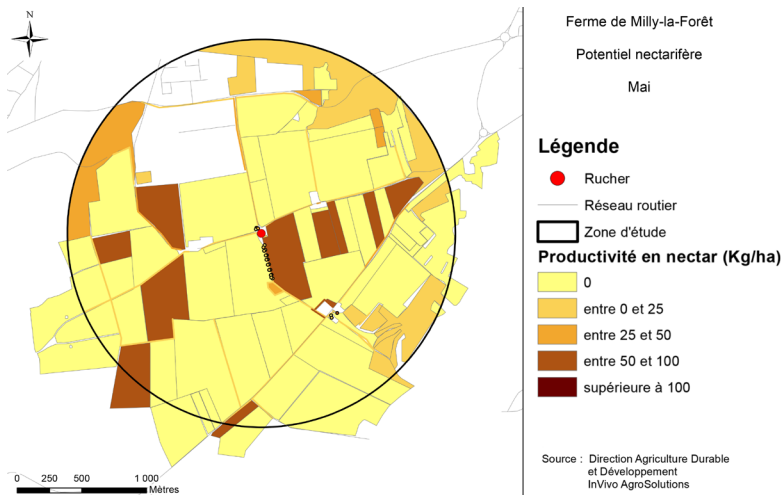 N
Ferme de Milly-la-Forêt
Potentiel nectarifère
Mai
Légende
Rucher
Réseau routier
Zone d'étude
Productivité en nectar (Kg/ha)
0
entre 0 et 25
entre 25 et 50
entre 50 et 100
supérieure à 100
Source : Direction Agriculture Durable
et Développement
InVivo AgroSolutions
0 250 500 1 000
Mètres